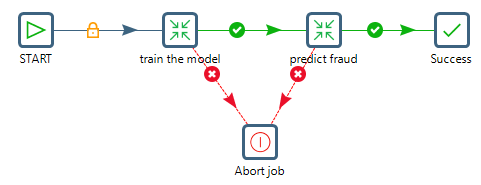 START
train the model
predict fraud
Success
Abort job